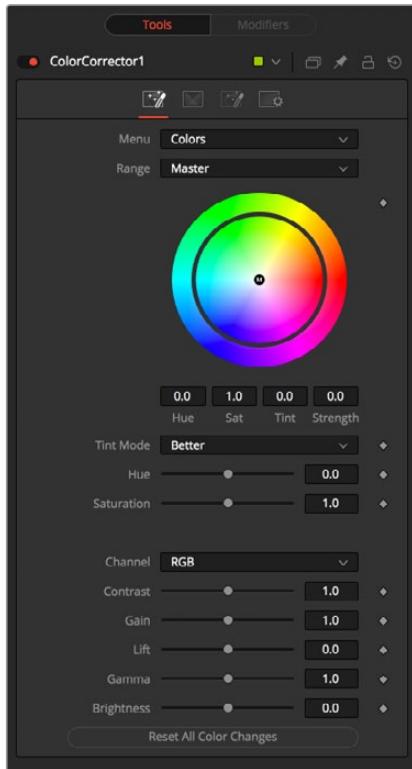 Tools Modifiers
ColorCorrector1
Menu Colors
Range Master
M
0.0 1.0 0.0 0.0
Hue Sat Tint Strength
Tint Mode Better
Hue 0.0
Saturation 1.0
Channel RGB
Contrast 1.0
Gain 1.0
Lift 0.0
Gamma 1.0
Brightness 0.0
Reset All Color Changes